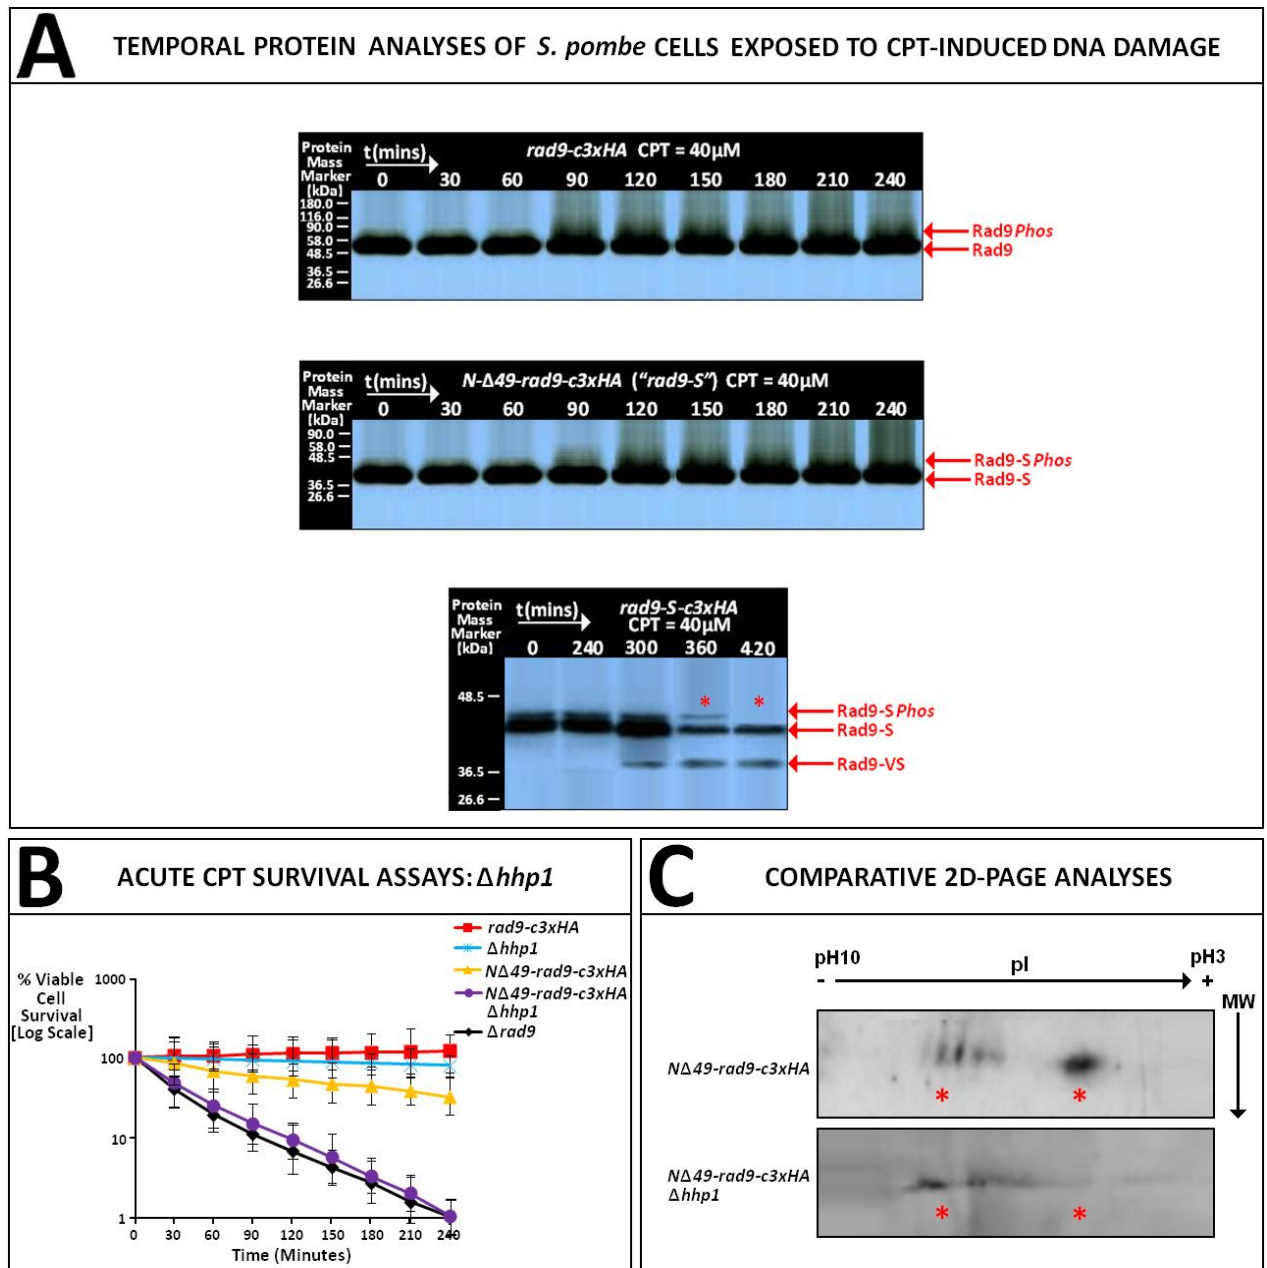 A
TEMPORAL PROTEIN ANALYSES OF S. pombe CELLS EXPOSED TO CPT-INDUCED DNA DAMAGE
Protein
Mass
Marker
(kDa)
t(mins)
rad9-c3xHA CPT = 40µM
0 30 60 90 120 150 180 210 240
180.0
116.0
90.0
58.0
48.5
36.5
26.6
Rad9Phos
Rad9
Protein
Mass
Marker
(kDa)
t(mins)
N-Δ49-rad9-c3xHA ("rad9-S") CPT = 40µM
0 30 60 90 120 150 180 210 240
90.0
58.0
48.5
36.5
26.6
Rad9-SPhos
Rad9-S
Protein
Mass
Marker
(kDa)
t(mins)
rad9-S-c3xHA
CPT = 40µM
0 240 300 360 420
48.5
36.5
26.6
* *
Rad9-SPhos
Rad9-S
Rad9-VS
B
ACUTE CPT SURVIVAL ASSAYS: Δhhp1
rad9-c3xHA
Δhhp1
NΔ49-rad9-c3xHA
NΔ49-rad9-c3xHA
Δhhp1
Δrad9
% Viable
Cell
Survival
[Log Scale]
1000
100
10
1
0 30 60 90 120 150 180 210 240
Time (Minutes)
C
COMPARATIVE 2D-PAGE ANALYSES
pH10
pI
pH3
- +
MW
NΔ49-rad9-c3xHA
* *
NΔ49-rad9-c3xHA
Δhhp1
* *